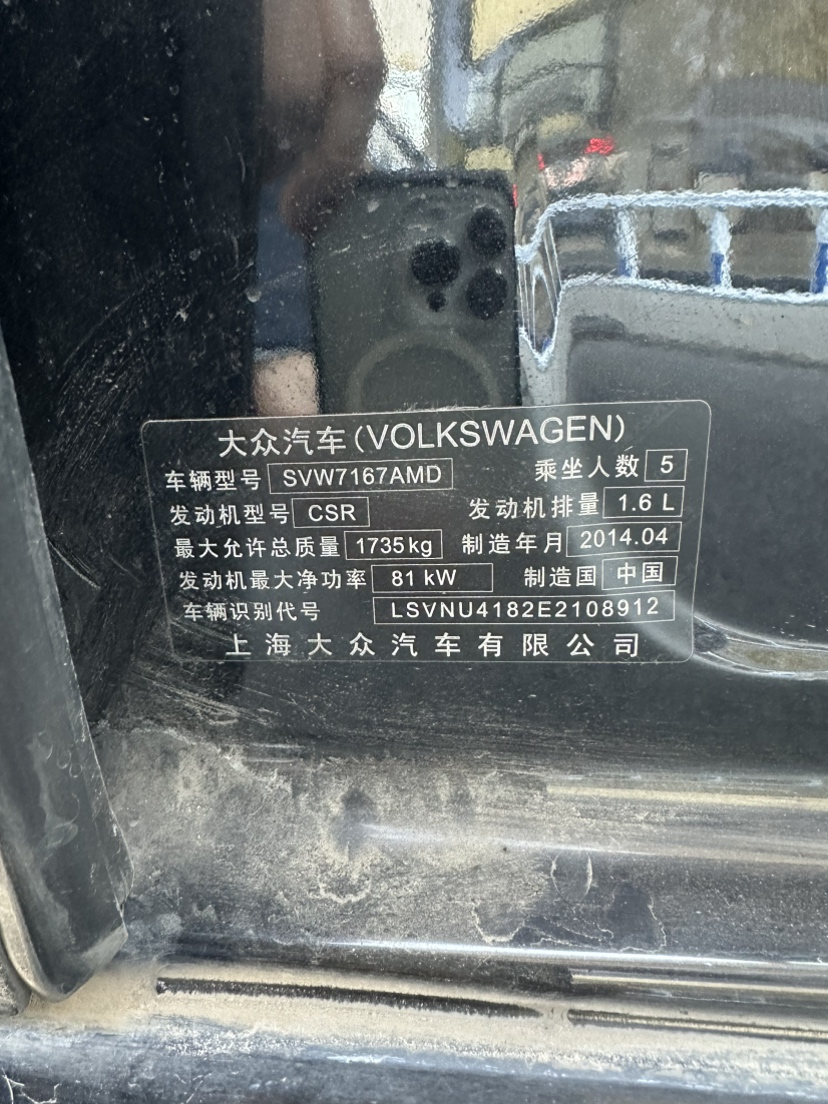 大众汽车(VOLKSWAGEN)
车辆型号 SVW7167AMD 乘坐人数 5
发动机型号 CSR 发动机排量 1.6 L
最大允许总质量 1735kg 制造年月 2014.04
发动机最大净功率 81 kW 制造国 中国
车辆识别代号 LSVNU4182E2108912
上海大众汽车有限公司